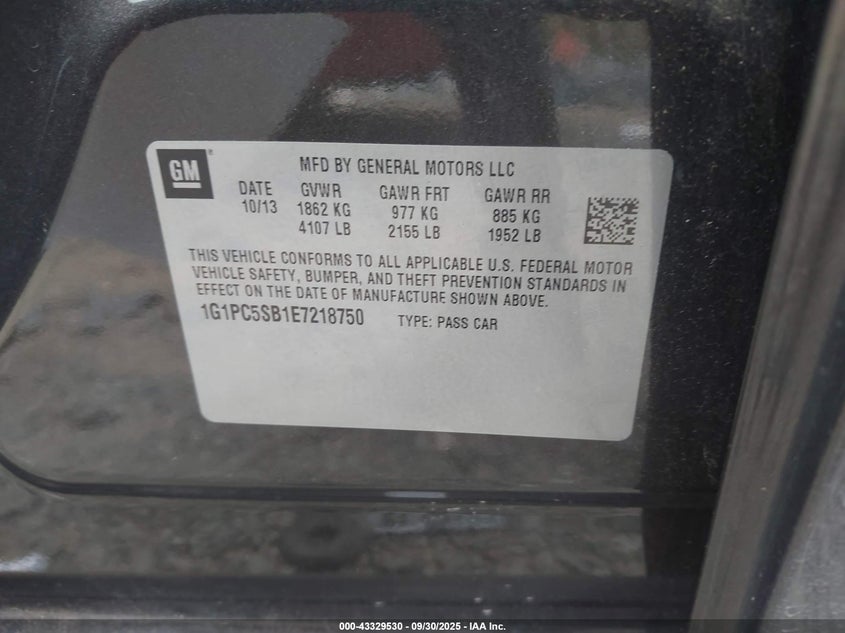 GM
MFD BY GENERAL MOTORS LLC
DATE GVWR GAWR FRT GAWR RR
10/13 1862 KG 977 KG 885 KG
4107 LB 2155 LB 1952 LB
THIS VEHICLE CONFORMS TO ALL APPLICABLE U.S. FEDERAL MOTOR
VEHICLE SAFETY, BUMPER, AND THEFT PREVENTION STANDARDS IN
EFFECT ON THE DATE OF MANUFACTURE SHOWN ABOVE.
1G1PC5SB1E7218750 TYPE: PASS CAR
000-43329530 - 09/30/2025 - IAA Inc.